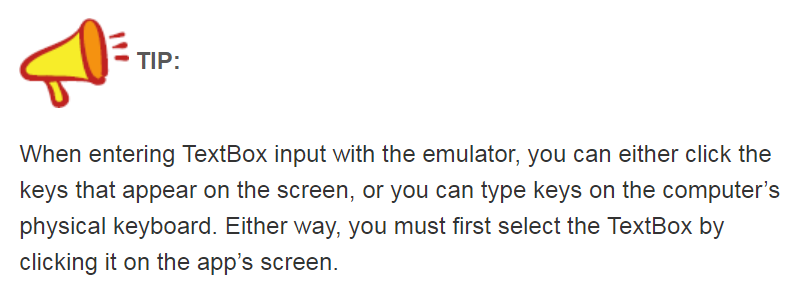 TIP:
When entering TextBox input with the emulator, you can either click the
keys that appear on the screen, or you can type keys on the computer’s
physical keyboard. Either way, you must first select the TextBox by
clicking it on the app’s screen.